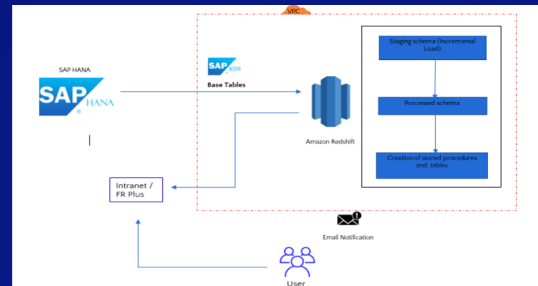 VPC
SAP HANA
SAP HANA
®
SAP
Base Tables
Amazon Redshift
Staging schema (Incremental
Load)
Processed schema
Creation of stored procedures
and tables
Intranet /
FR Plus
Email Notification
User